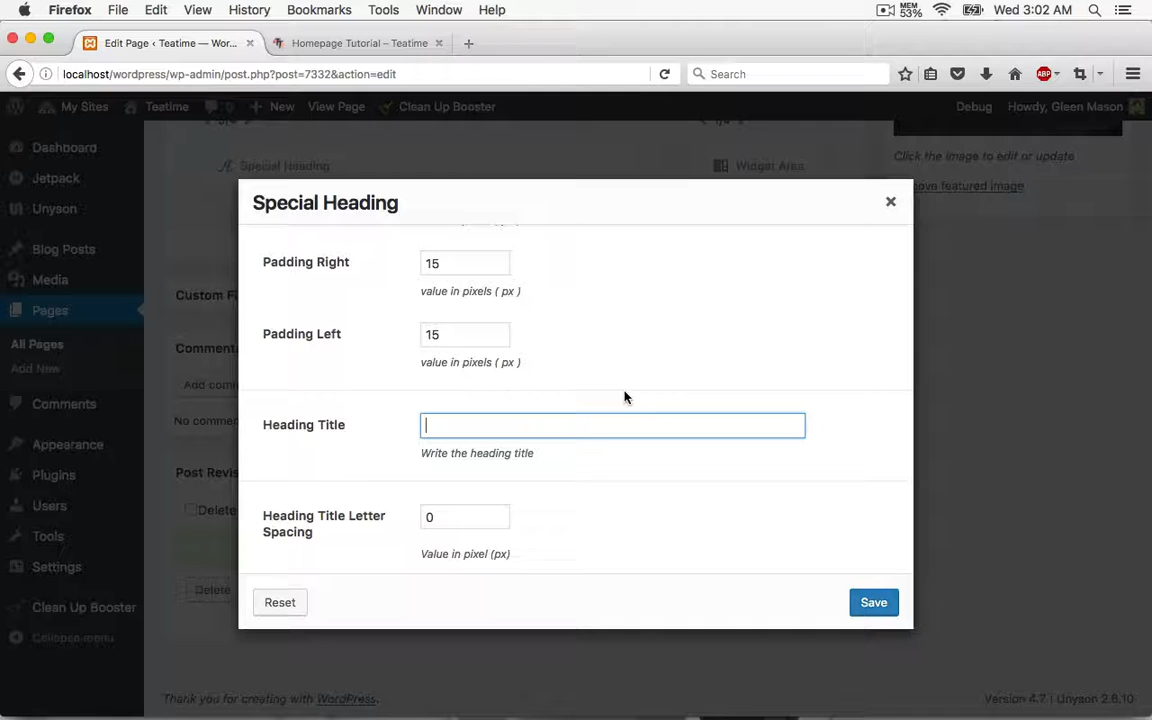 Firefox File Edit View History Bookmarks Tools Window Help MEM 53% Wed 3:02 AM
Edit Page ‹ Teatime — Wor... × Homepage Tutorial – Teatime × +
localhost/wordpress/wp-admin/post.php?post=7332&action=edit Search ABP
My Sites Teatime New View Page Clean Up Booster Debug Howdy, Gleen Mason
Dashboard
Jetpack
Unyson
Blog Posts
Media
Pages
All Pages
Add New
Comments
Appearance
Plugins
Users
Tools
Settings
Clean Up Booster
Collapse menu
Special Heading Widget Area
Click the image to edit or update
ove featured image
Custom Fi
Commenta
Add comm
No commen
Post Revis
Delete
Delete
Special Heading ×
Padding Right 15
value in pixels ( px )
Padding Left 15
value in pixels ( px )
Heading Title
Write the heading title
Heading Title Letter Spacing 0
Value in pixel (px)
Reset Save
Thank you for creating with WordPress. Version 4.7 | Unyson 2.6.10